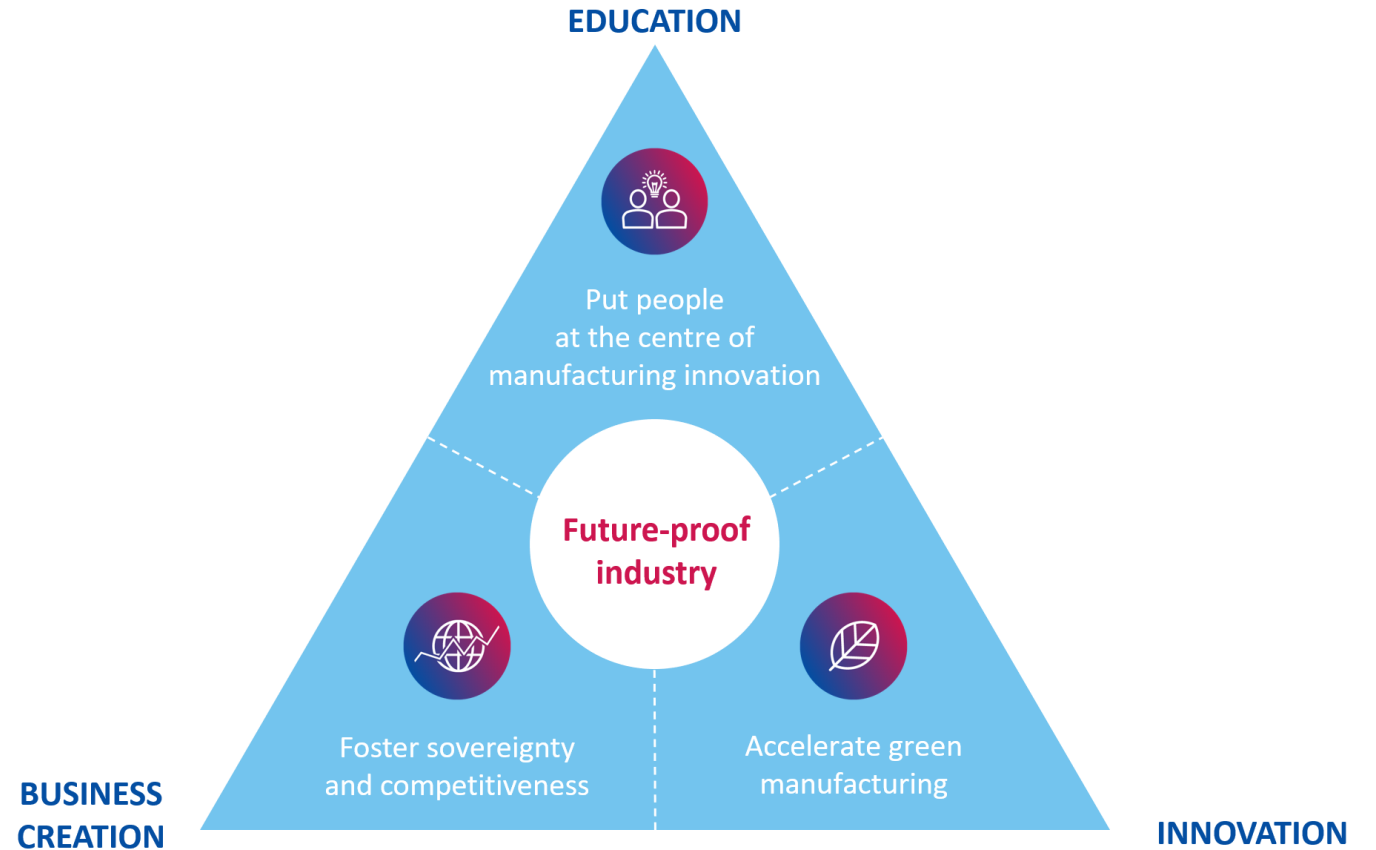 EDUCATION
Put people
at the centre of
manufacturing innovation
Future-proof
industry
Foster sovereignty
and competitiveness
Accelerate green
manufacturing
BUSINESS
CREATION
INNOVATION